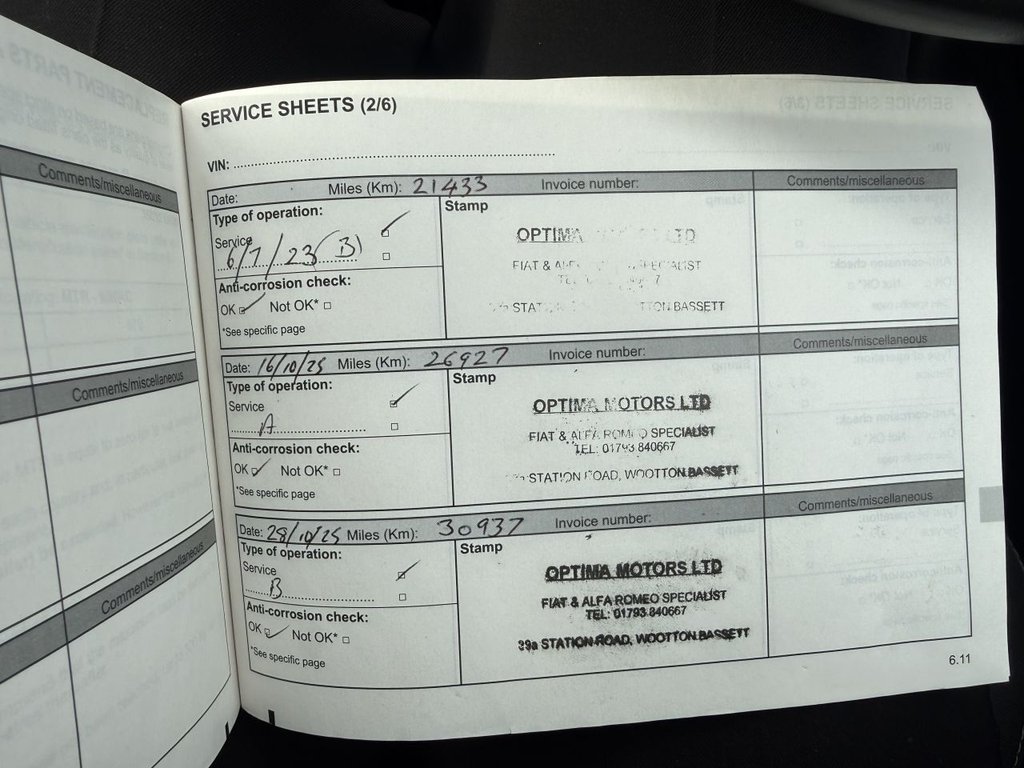 REPLACEMENT PARTS
Comments/miscellaneous
Comments/miscellaneous
Comments/miscellaneous
SERVICE SHEETS (2/6)
VIN: ................................................................
Date: Miles (Km): 21433 Invoice number: Comments/miscellaneous
Type of operation: Stamp
Service
6/7/23 (B)
Anti-corrosion check:
OK Not OK*
*See specific page
OPTIMA LTD
FIAT & ALFA SPECIALIST
STATION WOOTTON BASSETT
Date: 16/10/25 Miles (Km): 26927 Invoice number: Comments/miscellaneous
Type of operation: Stamp
Service
A
Anti-corrosion check:
OK Not OK*
*See specific page
OPTIMA MOTORS LTD
FIAT & ALFA ROMEO SPECIALIST
TEL: 01793 840667
STATION ROAD, WOOTTON BASSETT
Date: 28/10/25 Miles (Km): 30937 Invoice number: Comments/miscellaneous
Type of operation: Stamp
Service
B
Anti-corrosion check:
OK Not OK*
*See specific page
OPTIMA MOTORS LTD
FIAT & ALFA ROMEO SPECIALIST
TEL: 01793 840667
39a STATION ROAD, WOOTTON BASSETT
6.11